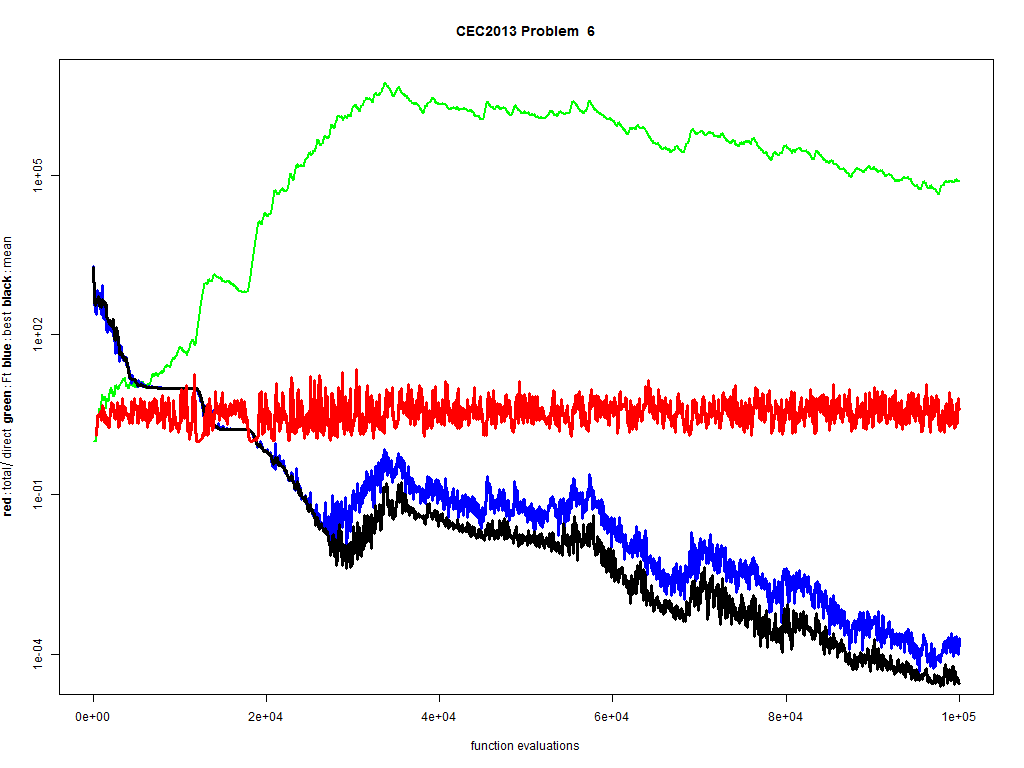 CEC2013 Problem  6
red : total/ direct  green : Ft  blue : best  black : mean
1e+05
1e+02
1e-01
1e-04
0e+00 2e+04 4e+04 6e+04 8e+04 1e+05
function evaluations